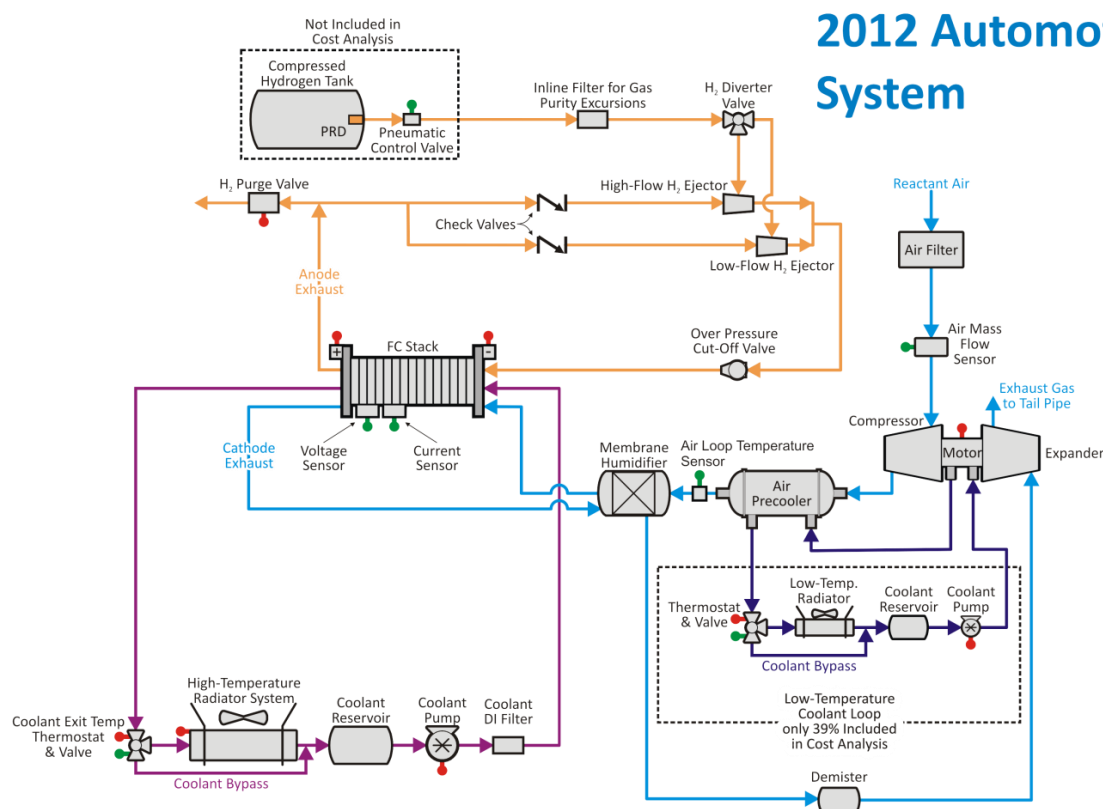 2012 Automo
System
Not Included in
Cost Analysis
Compressed
Hydrogen Tank
PRD
Pneumatic
Control Valve
Inline Filter for Gas
Purity Excursions
H₂ Diverter
Valve
H₂ Purge Valve
High-Flow H₂ Ejector
Check Valves
Low-Flow H₂ Ejector
Reactant Air
Air Filter
Anode
Exhaust
Air Mass
Flow
Sensor
Over Pressure
Cut-Off Valve
FC Stack
+
-
Exhaust Gas
to Tail Pipe
Compressor
Motor
Expander
Cathode
Exhaust
Voltage
Sensor
Current
Sensor
Membrane
Humidifier
Air Loop Temperature
Sensor
Air
Precooler
Low-Temp.
Radiator
Thermostat
& Valve
Coolant
Reservoir
Coolant
Pump
Coolant Bypass
Low-Temperature
Coolant Loop
only 39% Included
in Cost Analysis
High-Temperature
Radiator System
Coolant Exit Temp
Thermostat
& Valve
Coolant
Reservoir
Coolant
Pump
Coolant
DI Filter
Coolant Bypass
Demister